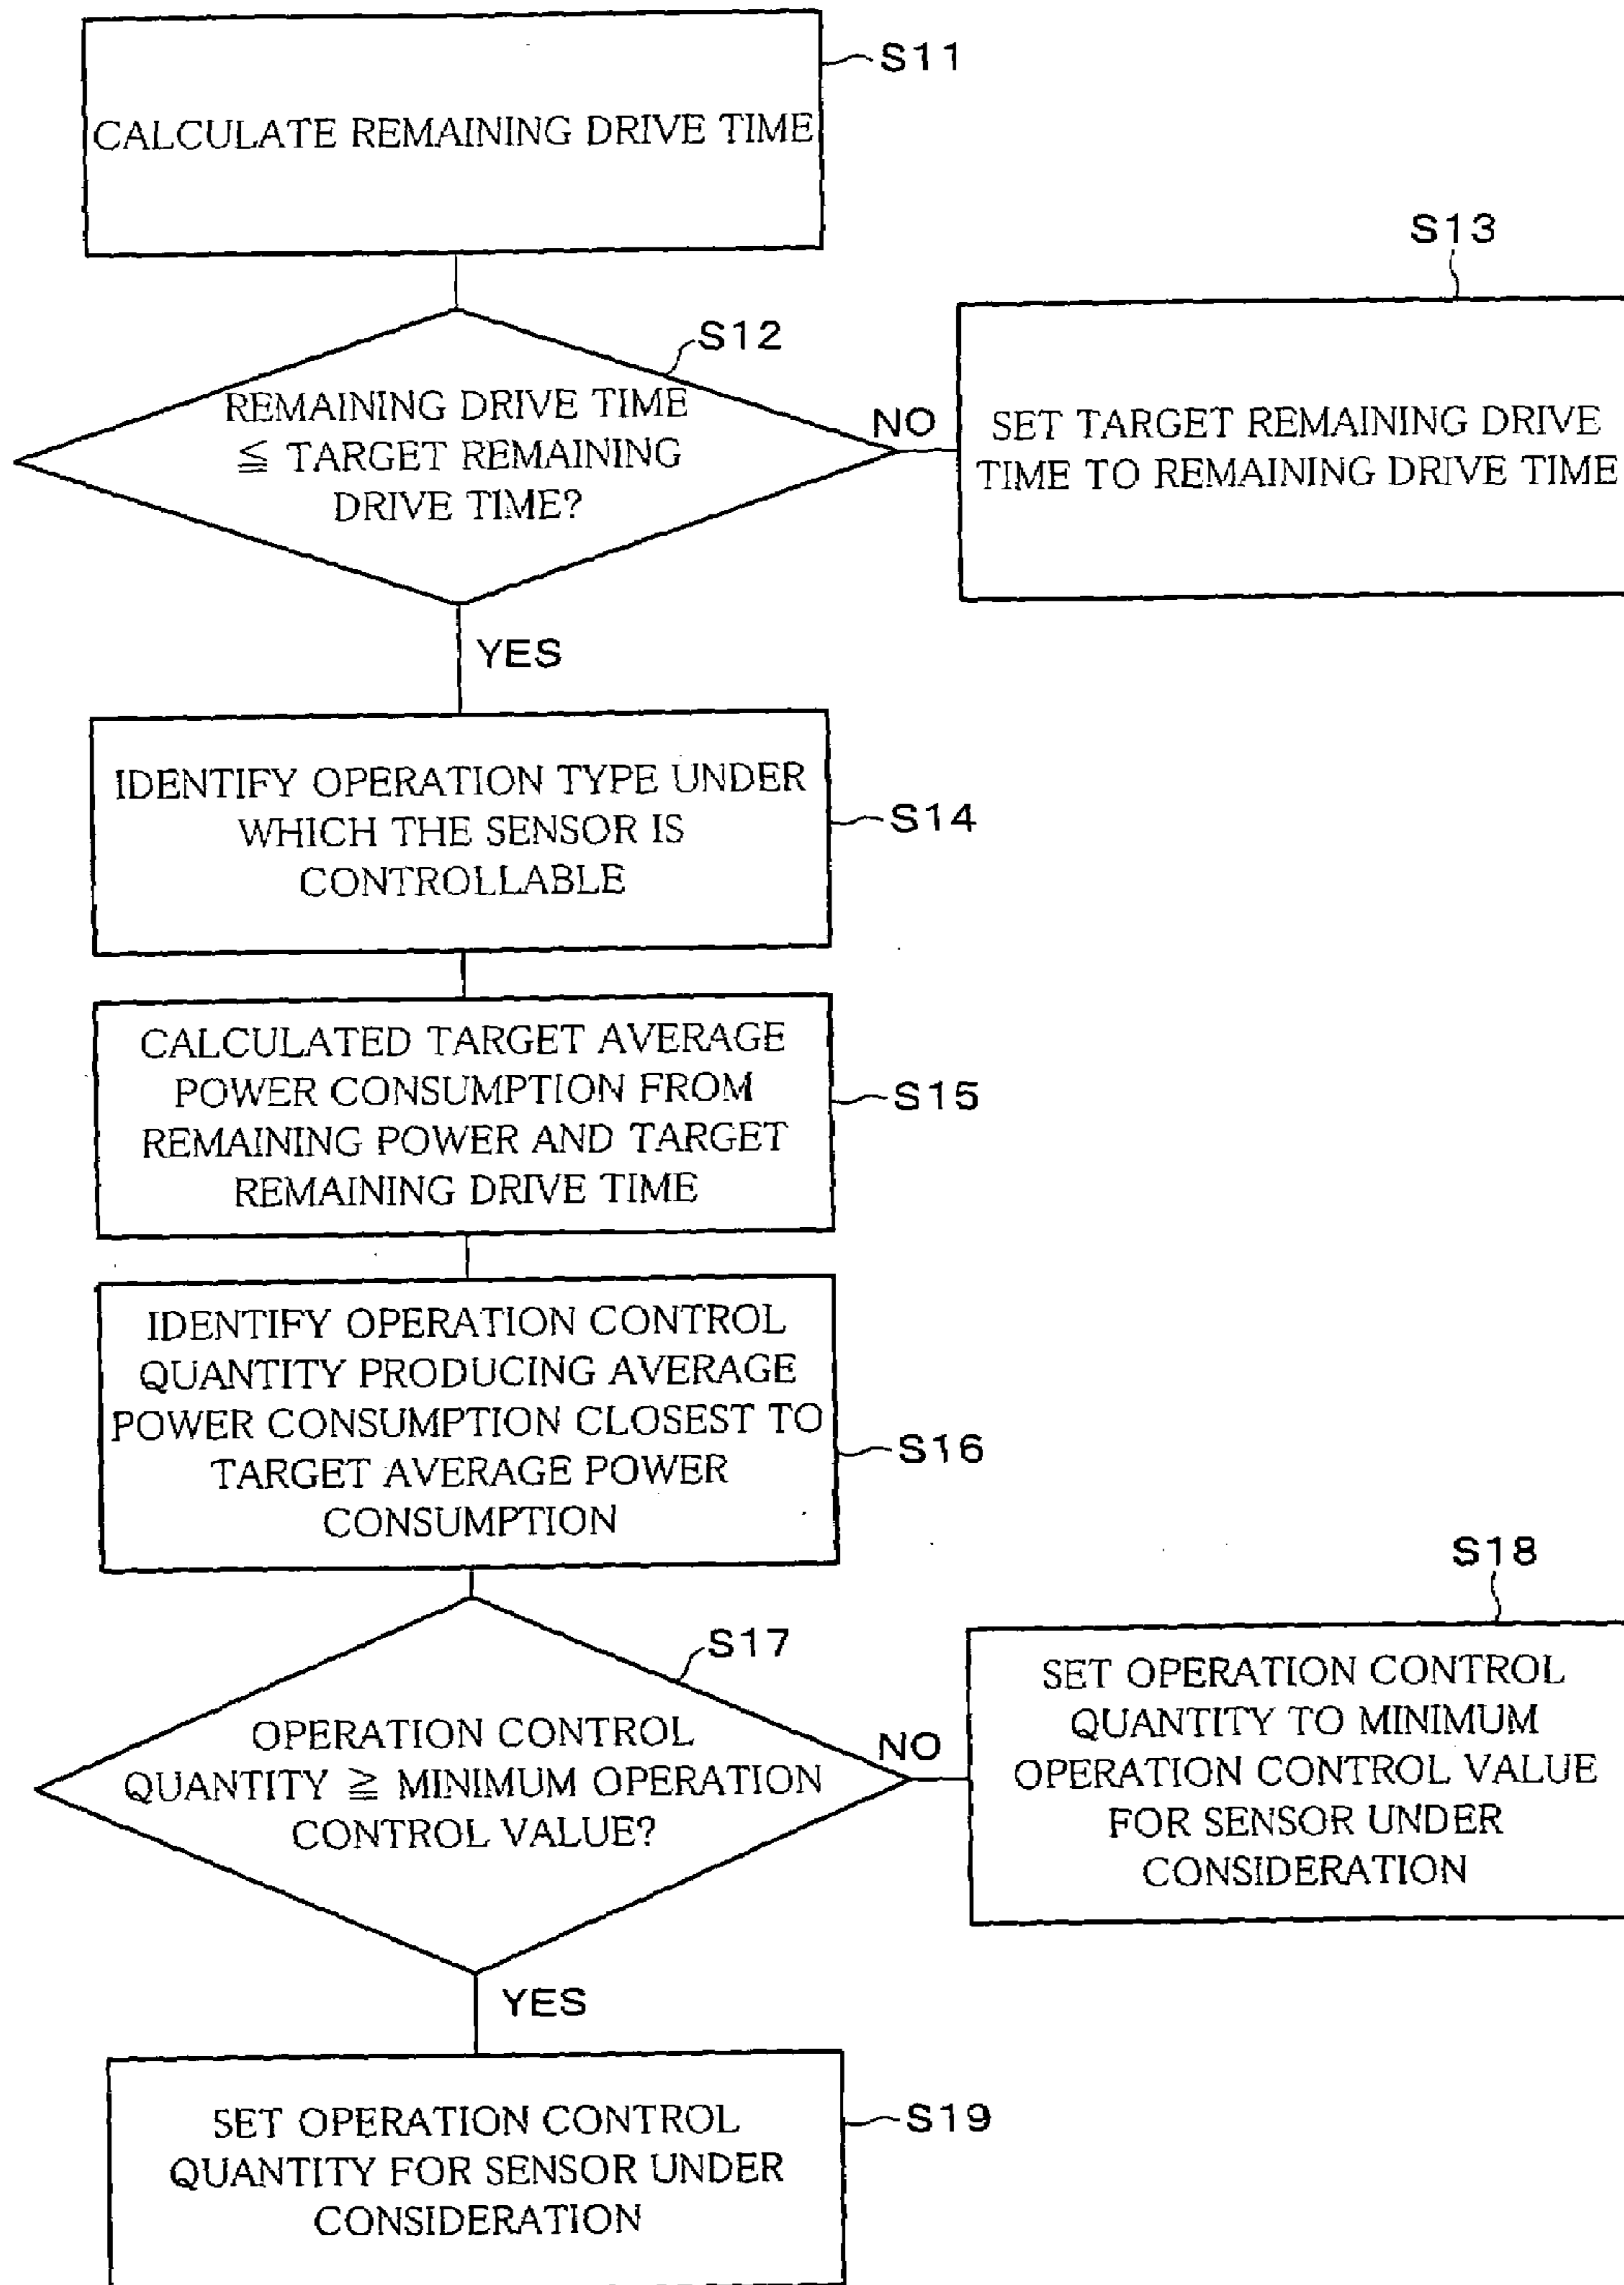 S11
CALCULATE REMAINING DRIVE TIME
S12
REMAINING DRIVE TIME
≦ TARGET REMAINING
DRIVE TIME?
NO
S13
SET TARGET REMAINING DRIVE
TIME TO REMAINING DRIVE TIME
YES
IDENTIFY OPERATION TYPE UNDER
WHICH THE SENSOR IS
CONTROLLABLE
S14
CALCULATED TARGET AVERAGE
POWER CONSUMPTION FROM
REMAINING POWER AND TARGET
REMAINING DRIVE TIME
S15
IDENTIFY OPERATION CONTROL
QUANTITY PRODUCING AVERAGE
POWER CONSUMPTION CLOSEST TO
TARGET AVERAGE POWER
CONSUMPTION
S16
S17
OPERATION CONTROL
QUANTITY ≧ MINIMUM OPERATION
CONTROL VALUE?
NO
S18
SET OPERATION CONTROL
QUANTITY TO MINIMUM
OPERATION CONTROL VALUE
FOR SENSOR UNDER
CONSIDERATION
YES
SET OPERATION CONTROL
QUANTITY FOR SENSOR UNDER
CONSIDERATION
S19